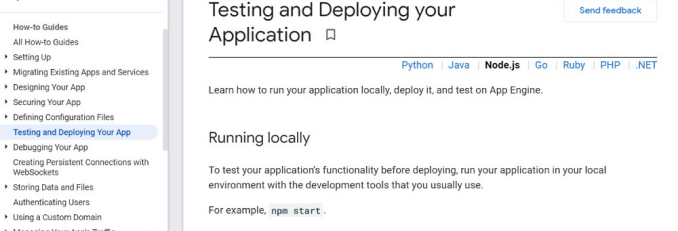 How-to Guides
All How-to Guides
Setting Up
Migrating Existing Apps and Services
Designing Your App
Securing Your App
Defining Configuration Files
Testing and Deploying Your App
Debugging Your App
Creating Persistent Connections with
WebSockets
Storing Data and Files
Authenticating Users
Using a Custom Domain
Managing Your App's Traffic
Testing and Deploying your
Application
Send feedback
Python | Java | Node.js | Go | Ruby | PHP | .NET
Learn how to run your application locally, deploy it, and test on App Engine.
Running locally
To test your application's functionality before deploying, run your application in your local
environment with the development tools that you usually use.
For example, npm start .